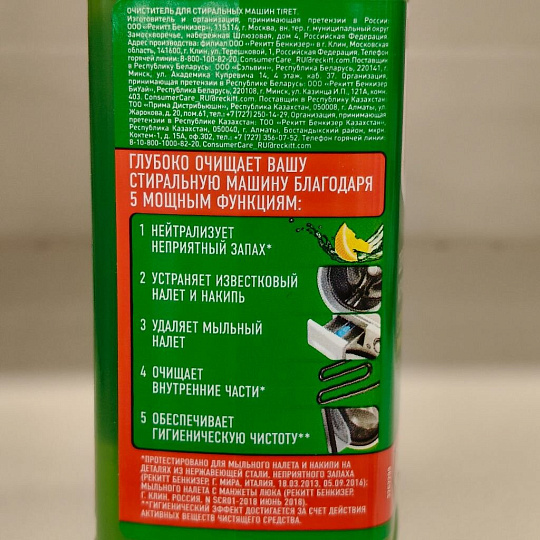 ОЧИСТИТЕЛЬ ДЛЯ СТИРАЛЬНЫХ МАШИН TIRET.
Изготовитель и организация, принимающая претензии в России:
ООО «Рекитт Бенкизер», 115114, г. Москва, вн. тер. г. муниципальный округ
Замоскворечье, набережная Шлюзовая, дом 4, Российская Федерация.
Адрес производства: филиал ООО «Рекитт Бенкизер» в г. Клин, Московская
область, 141600, г. Клин, ул. Терешковой, 1, Российская Федерация. Телефон
горячей линии: 8-800-100-82-20, ConsumerCare_RU@reckitt.com. Поставщик
в Республику Беларусь: ООО «Сэльвин», Республика Беларусь, 220141, г.
Минск, ул. Академика Купревича 14, 4 этаж, каб. 37. Организация,
принимающая претензии в Республике Беларусь: ООО «Рекитт Бенкизер
БиУай», Республика Беларусь, 220108, г. Минск, ул. Казинца И.П., 121А, комн.
403, ConsumerCare_RU@reckitt.com. Поставщик в Республику Казахстан:
ТОО «Прима Дистрибьюшн», Республика Казахстан, 050008, г. Алматы, ул.
Жарокова, д. 20, пом.61, тел.:+7(727)250-14-29. Организация, принимающая
претензии в Республике Казахстан: ТОО «Рекитт Бенкизер Казахстан»,
Республика Казахстан, 050040, г. Алматы, Бостандыкский район, мкрн.
Коктем-1, д. 15А, оф.302, тел.:+7 (727) 356-07-52. Телефон горячей линии:
8-10-800-1000-82-20, ConsumerCare_RU@reckitt.com
ГЛУБОКО ОЧИЩАЕТ ВАШУ
СТИРАЛЬНУЮ МАШИНУ БЛАГОДАРЯ
5 МОЩНЫМ ФУНКЦИЯМ:
1 НЕЙТРАЛИЗУЕТ
НЕПРИЯТНЫЙ ЗАПАХ*
2 УСТРАНЯЕТ ИЗВЕСТКОВЫЙ
НАЛЕТ И НАКИПЬ
3 УДАЛЯЕТ МЫЛЬНЫЙ
НАЛЕТ
4 ОЧИЩАЕТ
ВНУТРЕННИЕ ЧАСТИ*
5 ОБЕСПЕЧИВАЕТ
ГИГИЕНИЧЕСКУЮ ЧИСТОТУ**
*ПРОТЕСТИРОВАНО ДЛЯ МЫЛЬНОГО НАЛЕТА И НАКИПИ НА
ДЕТАЛЯХ ИЗ НЕРЖАВЕЮЩЕЙ СТАЛИ, НЕПРИЯТНОГО ЗАПАХА
(РЕКИТТ БЕНКИЗЕР, Г. МИРА, ИТАЛИЯ, 18.03.2013, 05.09.2016);
МЫЛЬНОГО НАЛЕТА С МАНЖЕТЫ ЛЮКА (РЕКИТТ БЕНКИЗЕР,
Г. КЛИН, РОССИЯ, N SCR01-2018 ИЮНЬ 2018).
**ГИГИЕНИЧЕСКИЙ ЭФФЕКТ ДОСТИГАЕТСЯ ЗА СЧЕТ ДЕЙСТВИЯ
АКТИВНЫХ ВЕЩЕСТВ ЧИСТЯЩЕГО СРЕДСТВА.